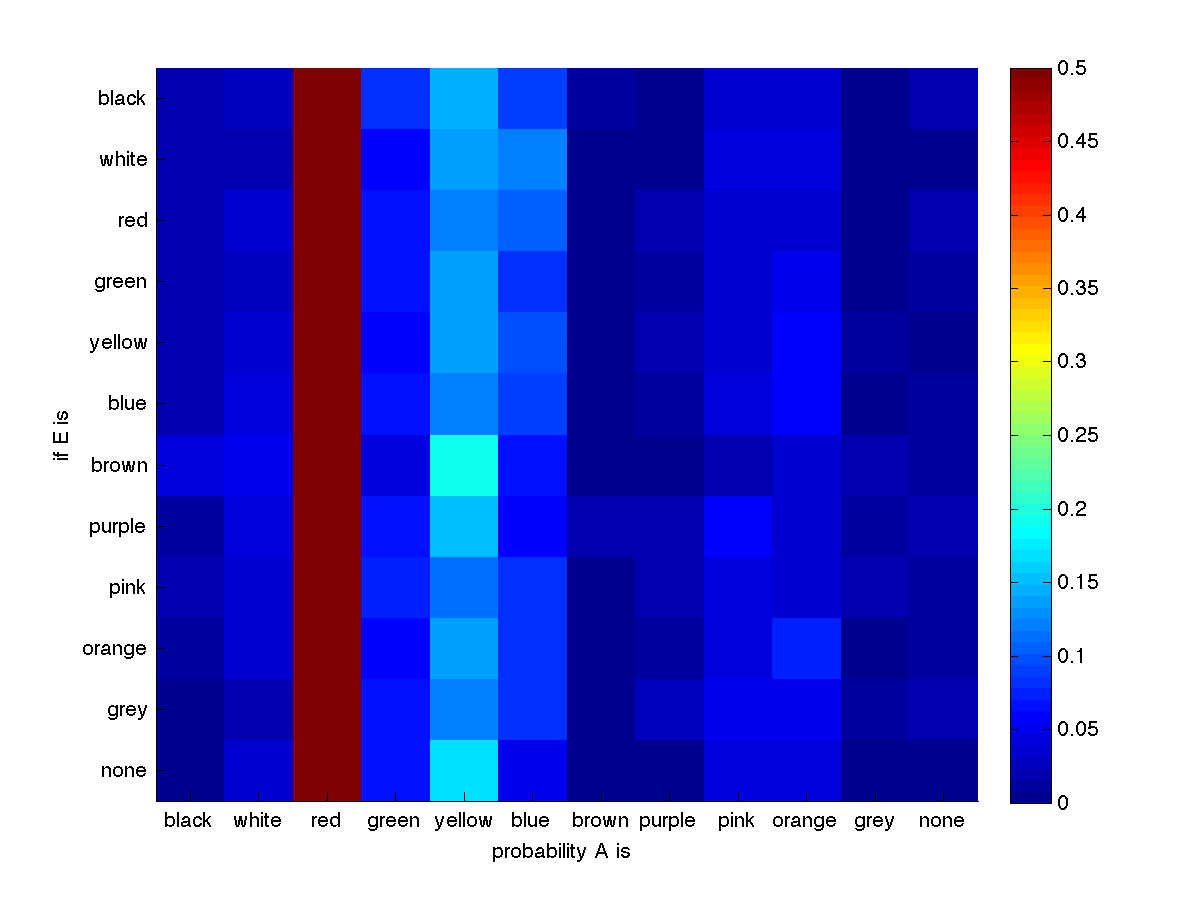 black
white
red
green
yellow
blue
brown
purple
pink
orange
grey
none
if E is
black white red green yellow blue brown purple pink orange grey none
probability A is
0.5
0.45
0.4
0.35
0.3
0.25
0.2
0.15
0.1
0.05
0